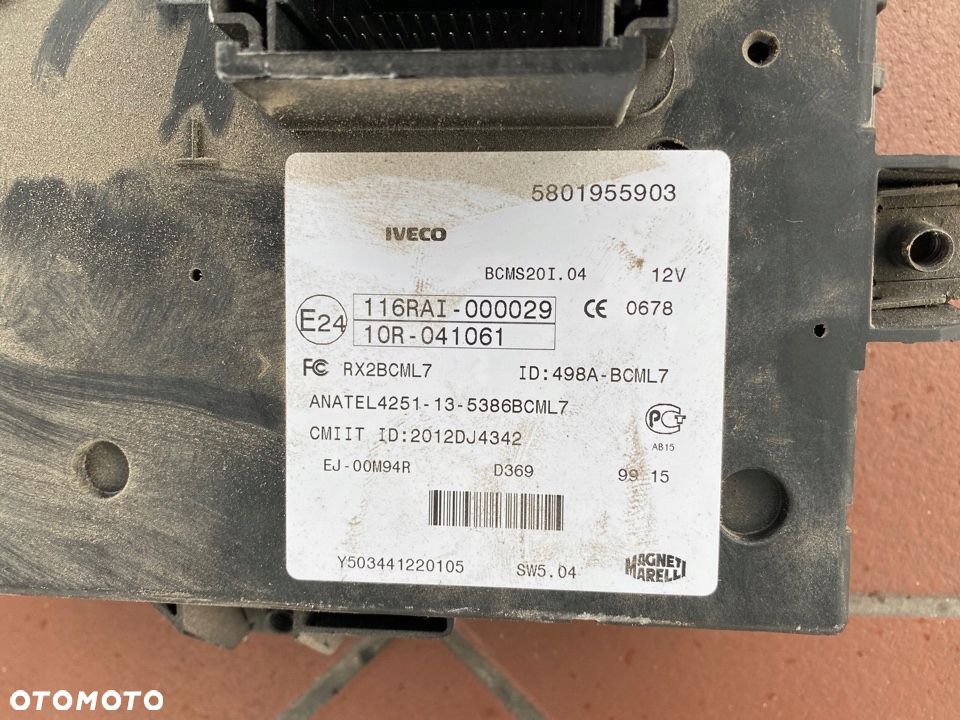 5801955903
IVECO
BCMS20I.04 12V
E24 116RAI-000029 CE 0678
10R-041061
FC RX2BCML7 ID:498A-BCML7
ANATEL4251-13-5386BCML7
CMIIT ID:2012DJ4342
PCT
AB15
EJ-00M94R D369 99 15
Y503441220105 SW5.04 MAGNETI MARELLI
OTOMOTO